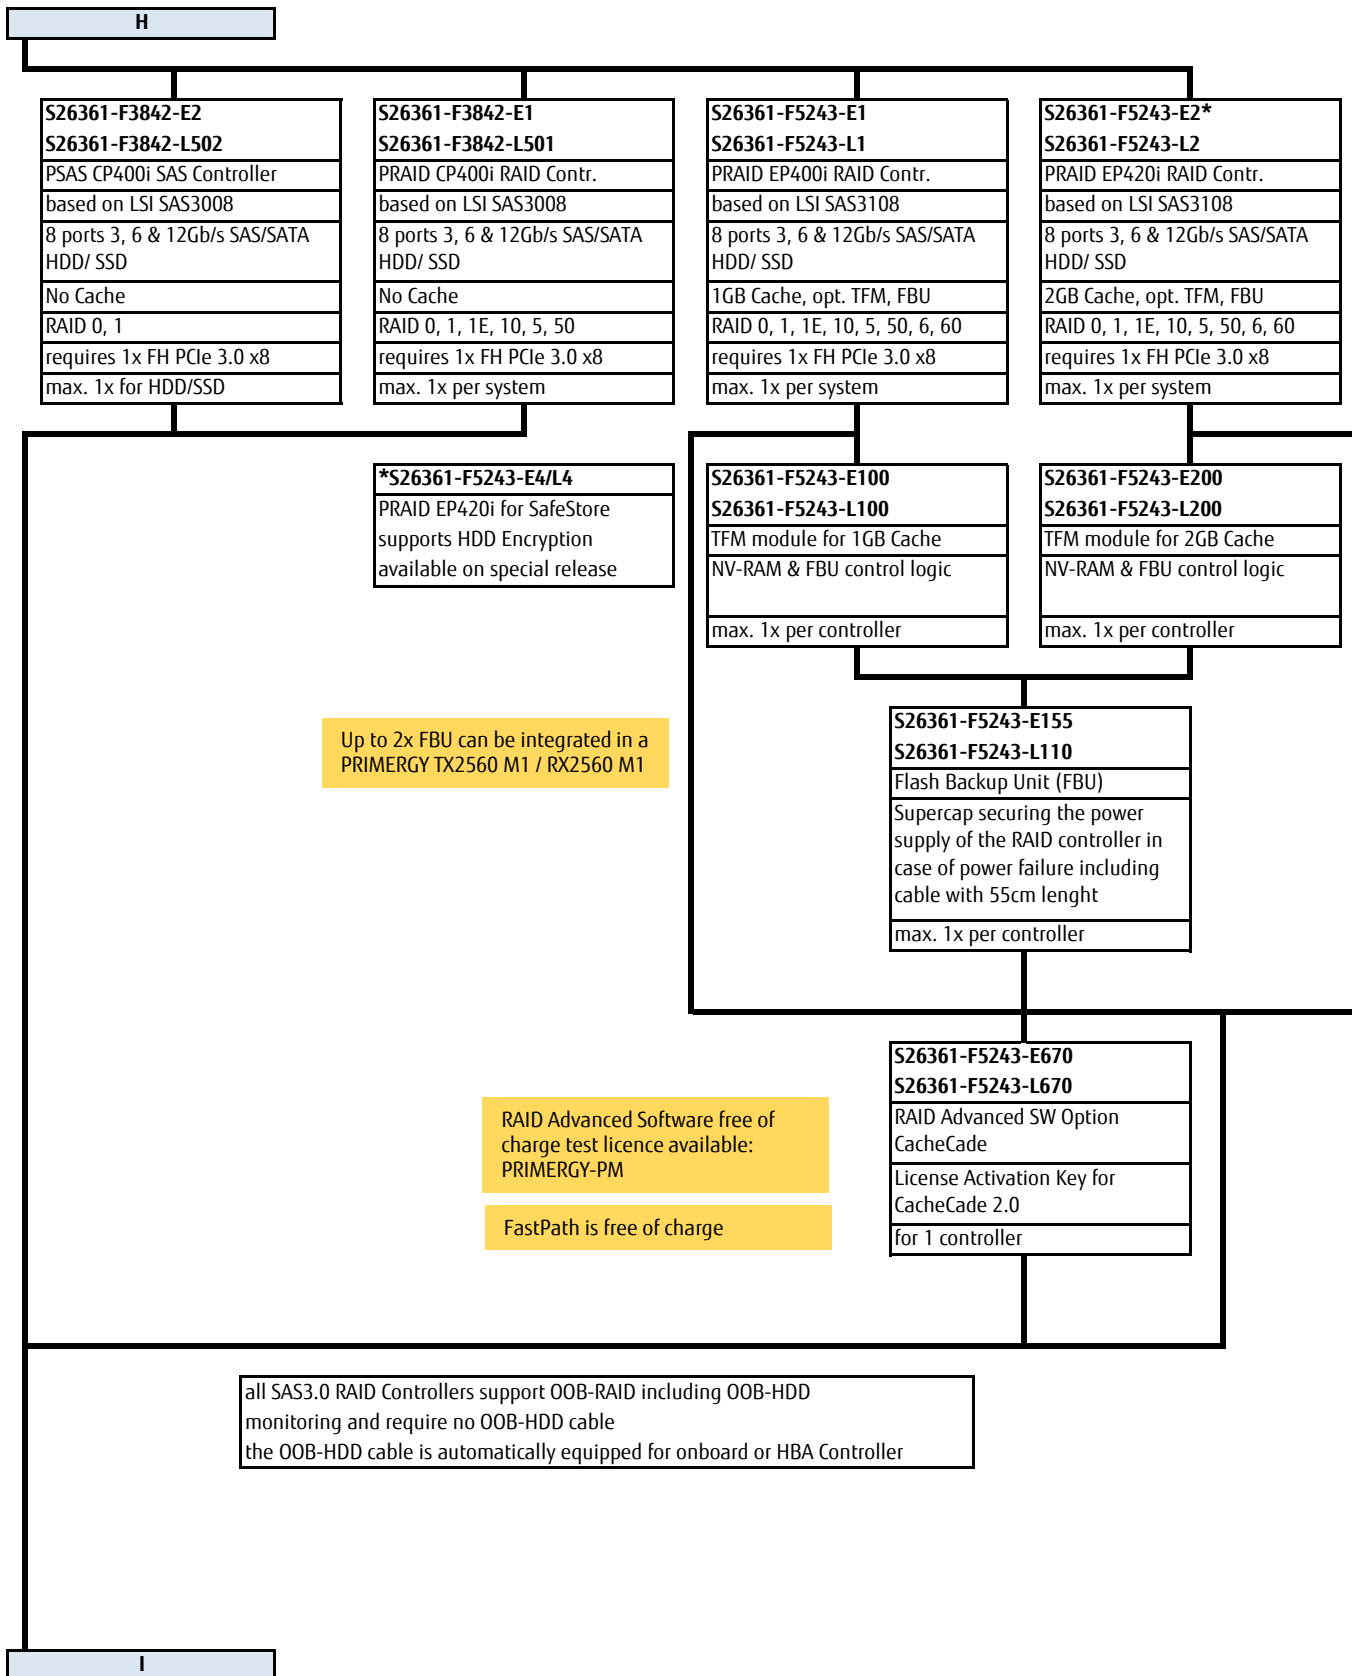 H
S26361-F3842-E2
S26361-F3842-L502
PSAS CP400i SAS Controller
based on LSI SAS3008
8 ports 3, 6 & 12Gb/s SAS/SATA
HDD/ SSD
No Cache
RAID 0, 1
requires 1x FH PCIe 3.0 x8
max. 1x for HDD/SSD
S26361-F3842-E1
S26361-F3842-L501
PRAID CP400i RAID Contr.
based on LSI SAS3008
8 ports 3, 6 & 12Gb/s SAS/SATA
HDD/ SSD
No Cache
RAID 0, 1, 1E, 10, 5, 50
requires 1x FH PCIe 3.0 x8
max. 1x per system
S26361-F5243-E1
S26361-F5243-L1
PRAID EP400i RAID Contr.
based on LSI SAS3108
8 ports 3, 6 & 12Gb/s SAS/SATA
HDD/ SSD
1GB Cache, opt. TFM, FBU
RAID 0, 1, 1E, 10, 5, 50, 6, 60
requires 1x FH PCIe 3.0 x8
max. 1x per system
S26361-F5243-E2*
S26361-F5243-L2
PRAID EP420i RAID Contr.
based on LSI SAS3108
8 ports 3, 6 & 12Gb/s SAS/SATA
HDD/ SSD
2GB Cache, opt. TFM, FBU
RAID 0, 1, 1E, 10, 5, 50, 6, 60
requires 1x FH PCIe 3.0 x8
max. 1x per system
*S26361-F5243-E4/L4
PRAID EP420i for SafeStore
supports HDD Encryption
available on special release
S26361-F5243-E100
S26361-F5243-L100
TFM module for 1GB Cache
NV-RAM & FBU control logic
max. 1x per controller
S26361-F5243-E200
S26361-F5243-L200
TFM module for 2GB Cache
NV-RAM & FBU control logic
max. 1x per controller
Up to 2x FBU can be integrated in a
PRIMERGY TX2560 M1 / RX2560 M1
S26361-F5243-E155
S26361-F5243-L110
Flash Backup Unit (FBU)
Supercap securing the power
supply of the RAID controller in
case of power failure including
cable with 55cm lenght
max. 1x per controller
S26361-F5243-E670
S26361-F5243-L670
RAID Advanced SW Option
CacheCade
License Activation Key for
CacheCade 2.0
for 1 controller
RAID Advanced Software free of
charge test licence available:
PRIMERGY-PM
FastPath is free of charge
all SAS3.0 RAID Controllers support OOB-RAID including OOB-HDD
monitoring and require no OOB-HDD cable
the OOB-HDD cable is automatically equipped for onboard or HBA Controller
I